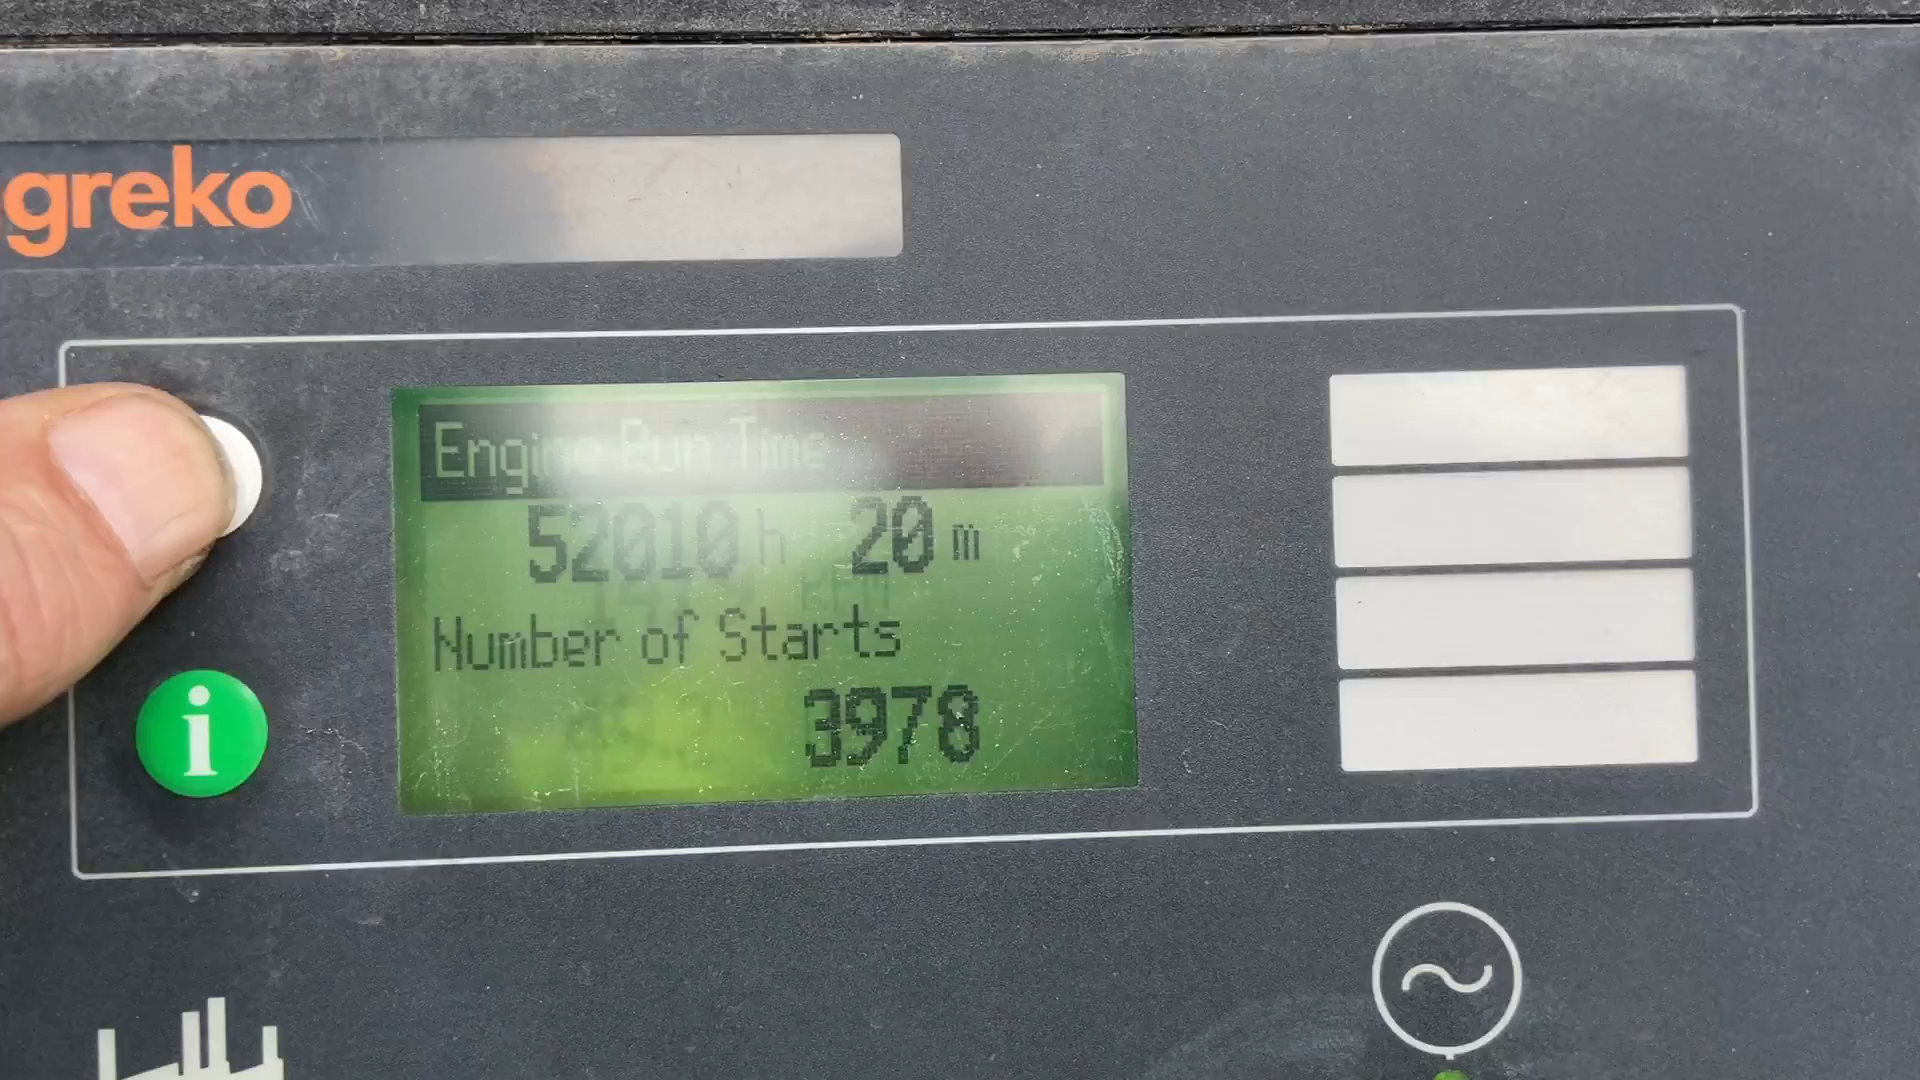 greko
Engine Run Time
52010 h 20 m
Number of Starts
3978
i